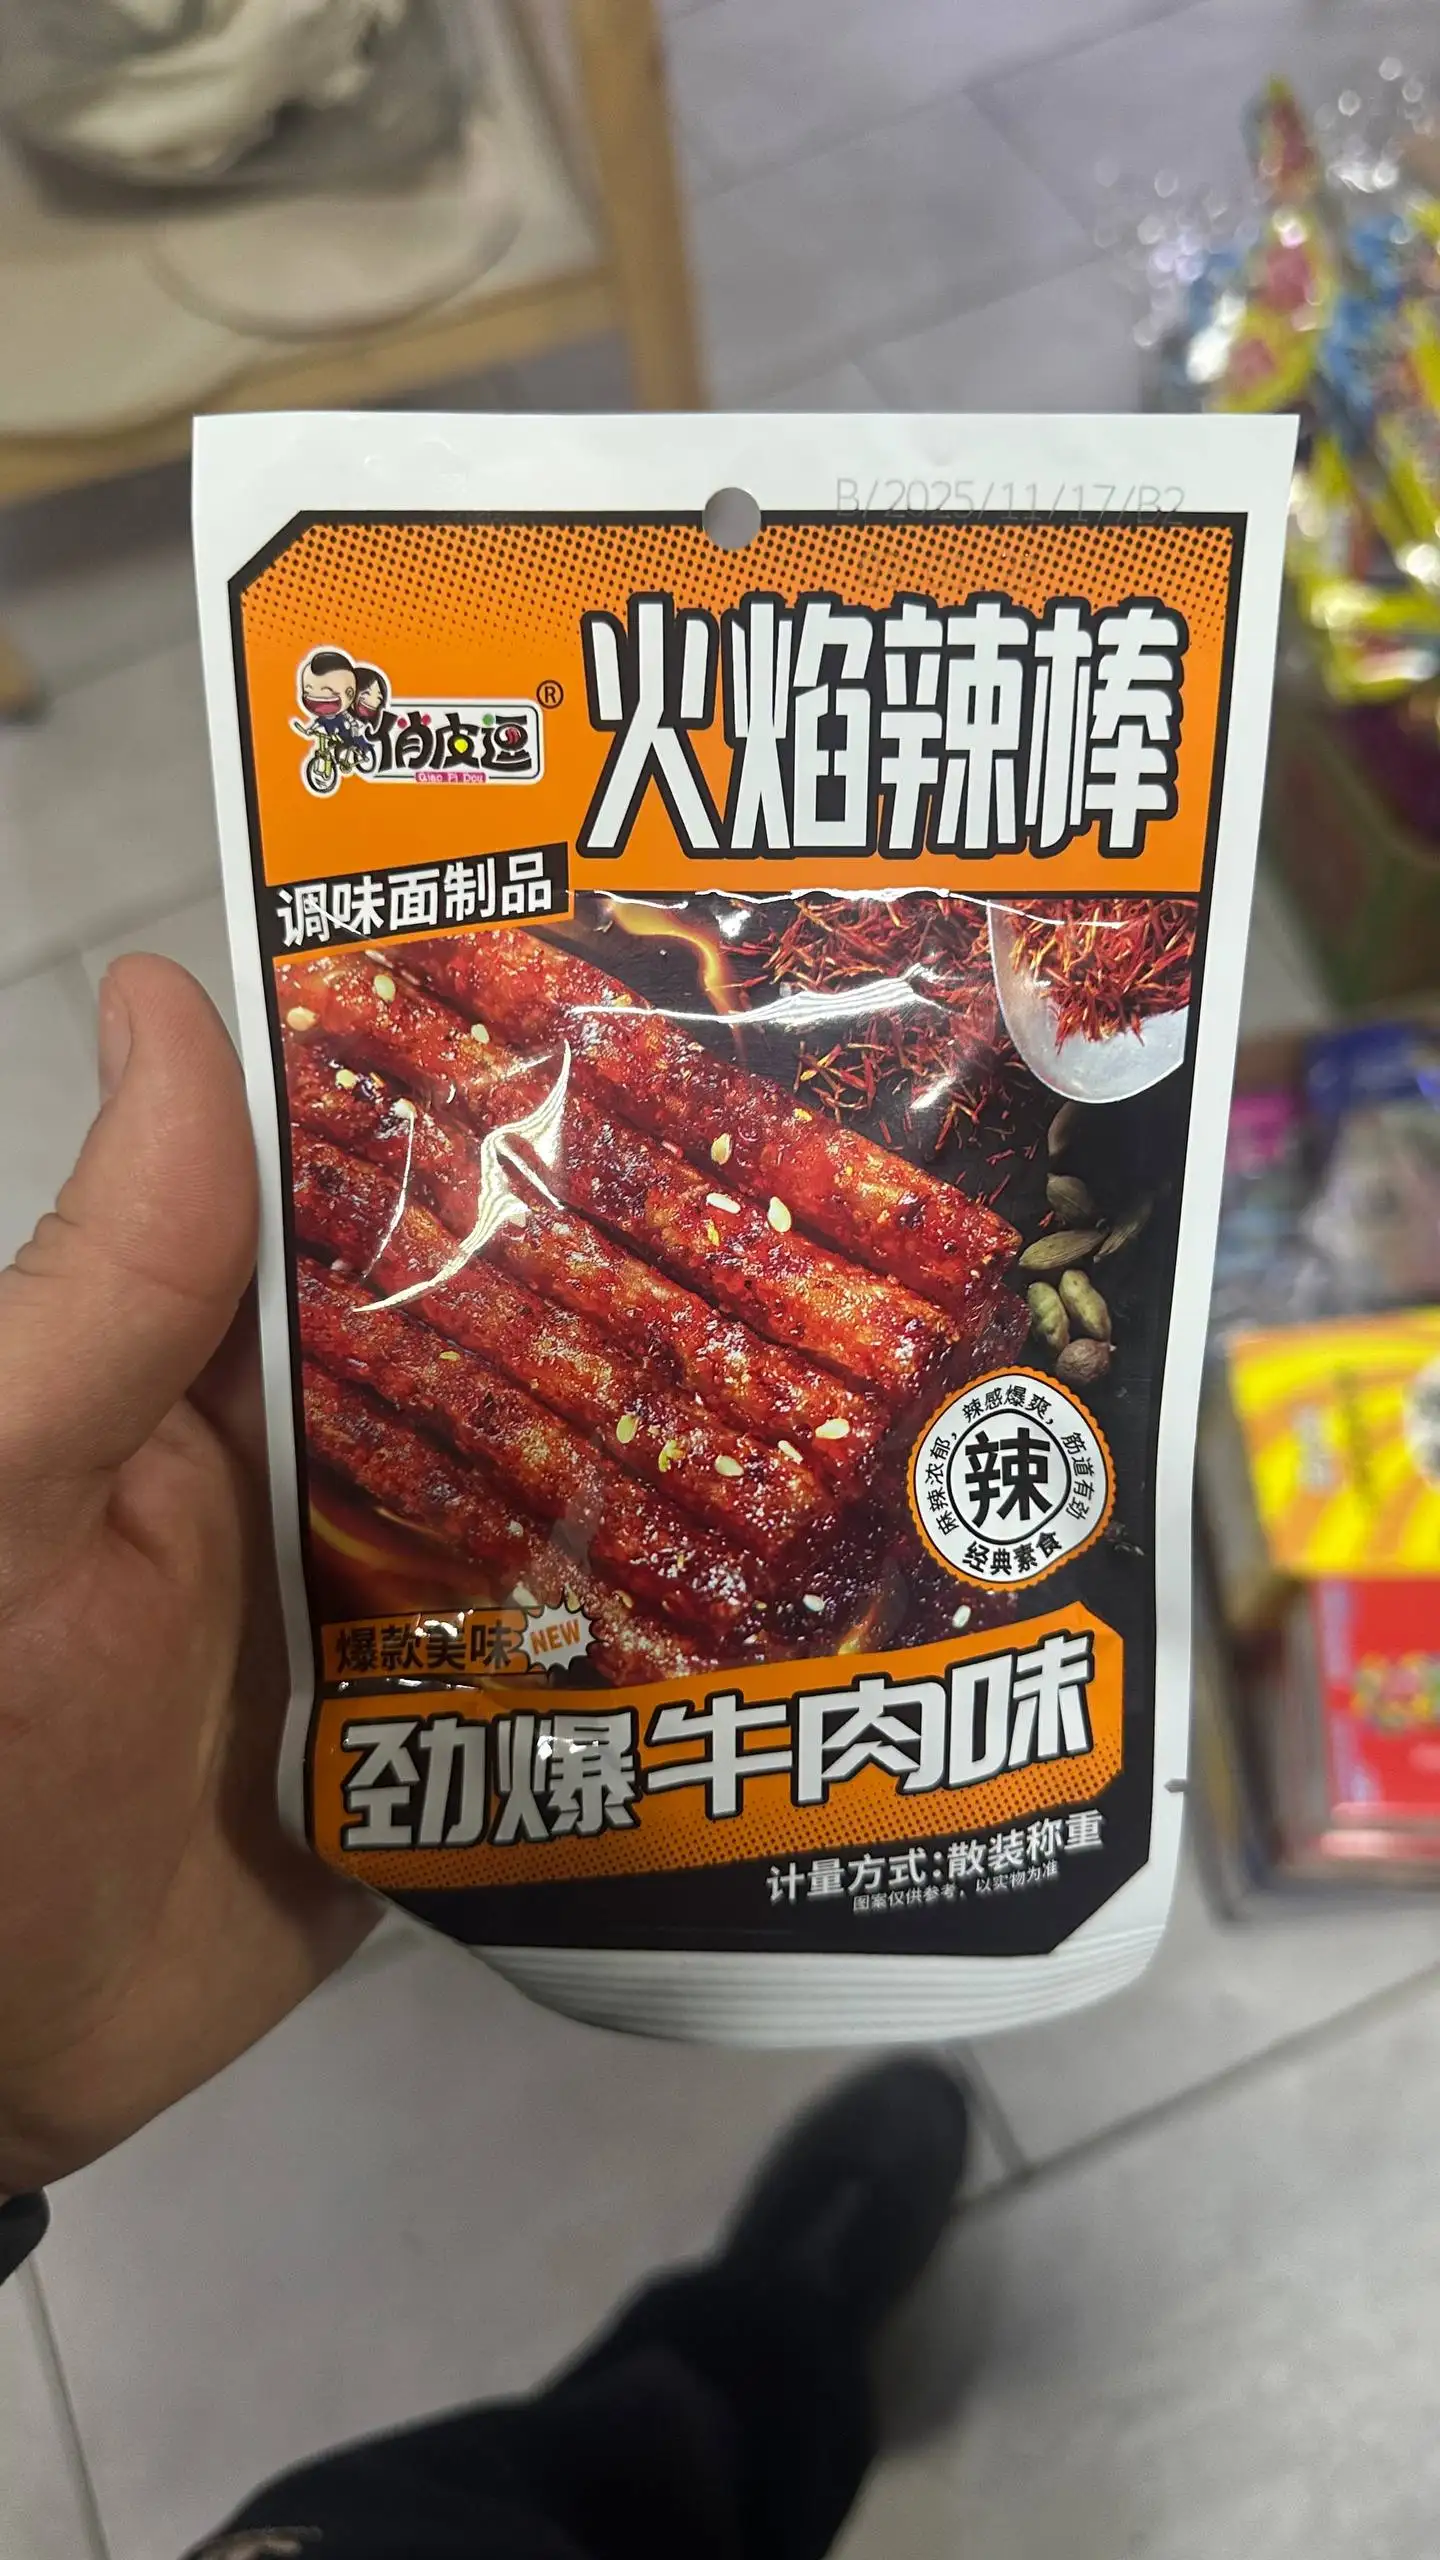 B/2025/11/17/B2
俏皮逗®
Qiao Pi Dou
火焰辣棒
调味面制品
麻辣浓郁，辣感爆爽，筋道有劲
辣
经典素食
爆款美味
NEW
劲爆牛肉味
计量方式:散装称重
图案仅供参考，以实物为准